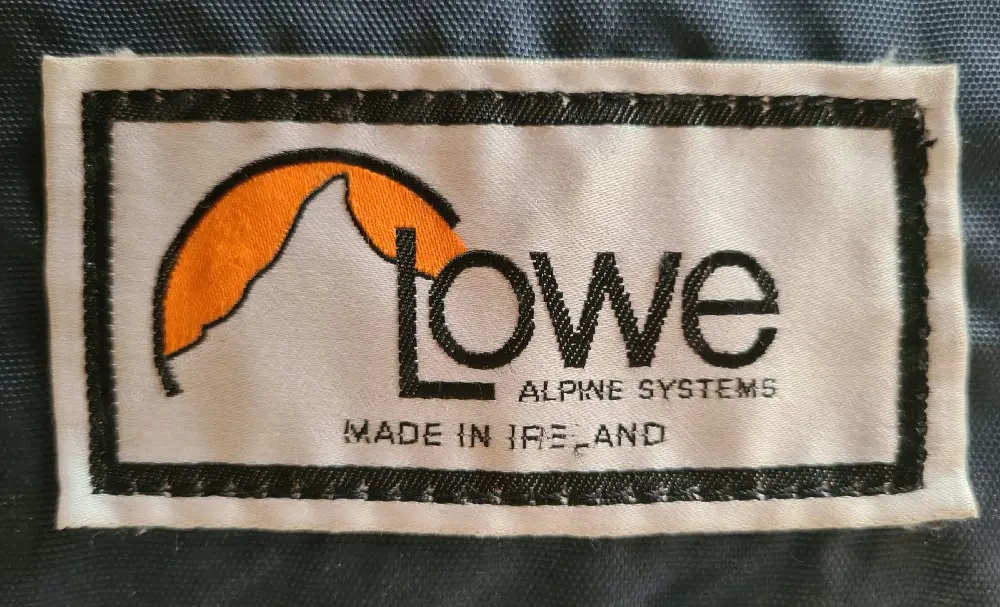 Lowe
ALPINE SYSTEMS
MADE IN IRELAND